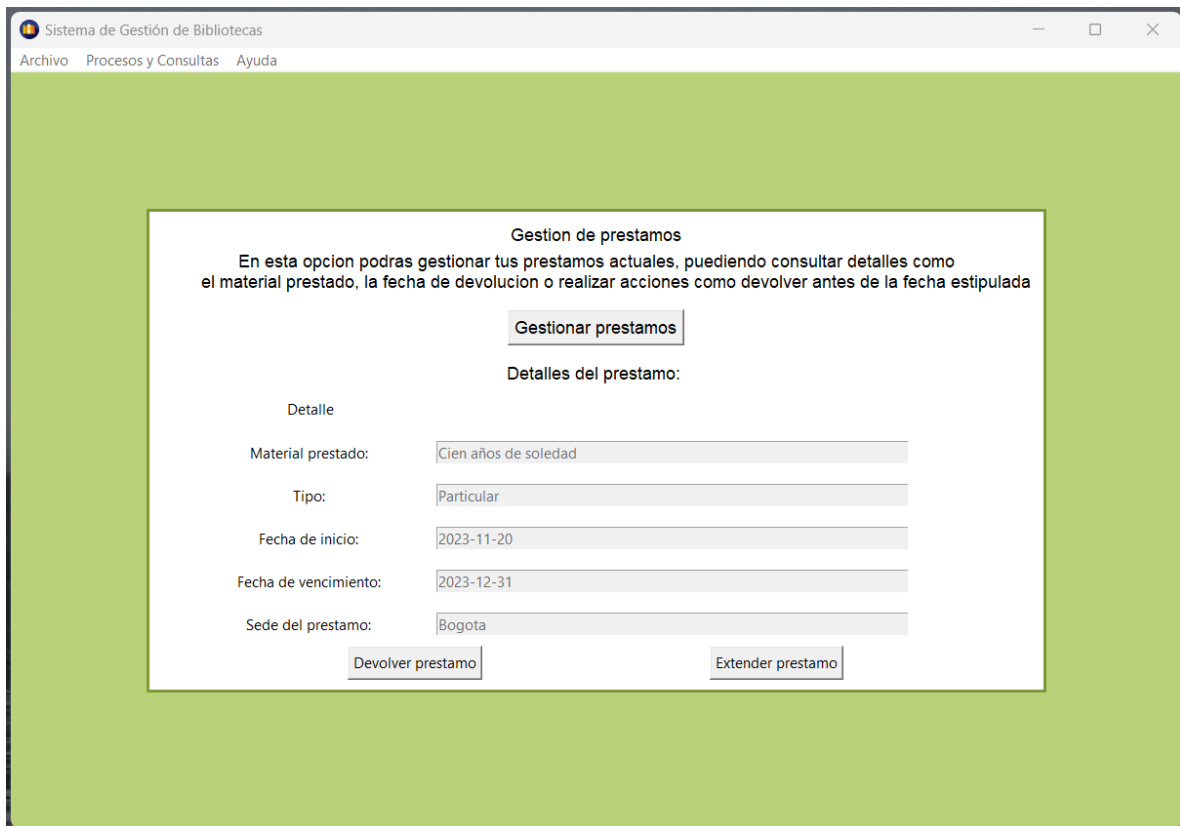 Sistema de Gestión de Bibliotecas
Archivo Procesos y Consultas Ayuda
Gestion de prestamos
En esta opcion podras gestionar tus prestamos actuales, puediendo consultar detalles como
el material prestado, la fecha de devolucion o realizar acciones como devolver antes de la fecha estipulada
Gestionar prestamos
Detalles del prestamo:
Detalle
Material prestado: Cien años de soledad
Tipo: Particular
Fecha de inicio: 2023-11-20
Fecha de vencimiento: 2023-12-31
Sede del prestamo: Bogota
Devolver prestamo Extender prestamo